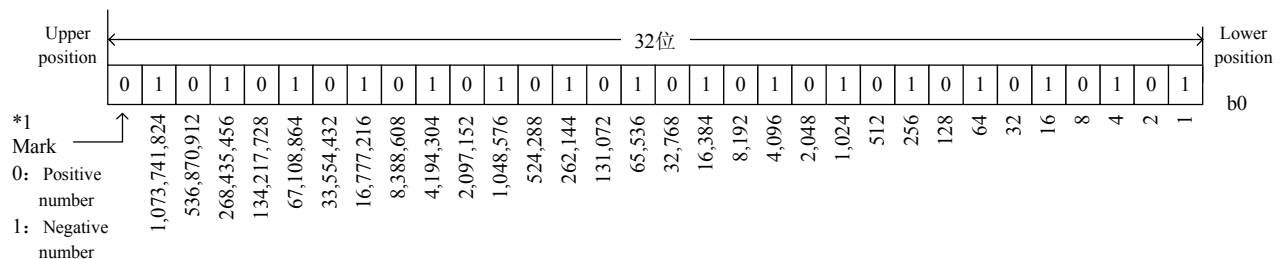 Upper
position
32位
Lower
position
0 1 0 1 0 1 0 1 0 1 0 1 0 1 0 1 0 1 0 1 0 1 0 1 0 1 0 1 0 1 0 1
b0
*1
Mark
0: Positive
number
1: Negative
number
1,073,741,824
536,870,912
268,435,456
134,217,728
67,108,864
33,554,432
16,777,216
8,388,608
4,194,304
2,097,152
1,048,576
524,288
262,144
131,072
65,536
32,768
16,384
8,192
4,096
2,048
1,024
512
256
128
64
32
16
8
4
2
1